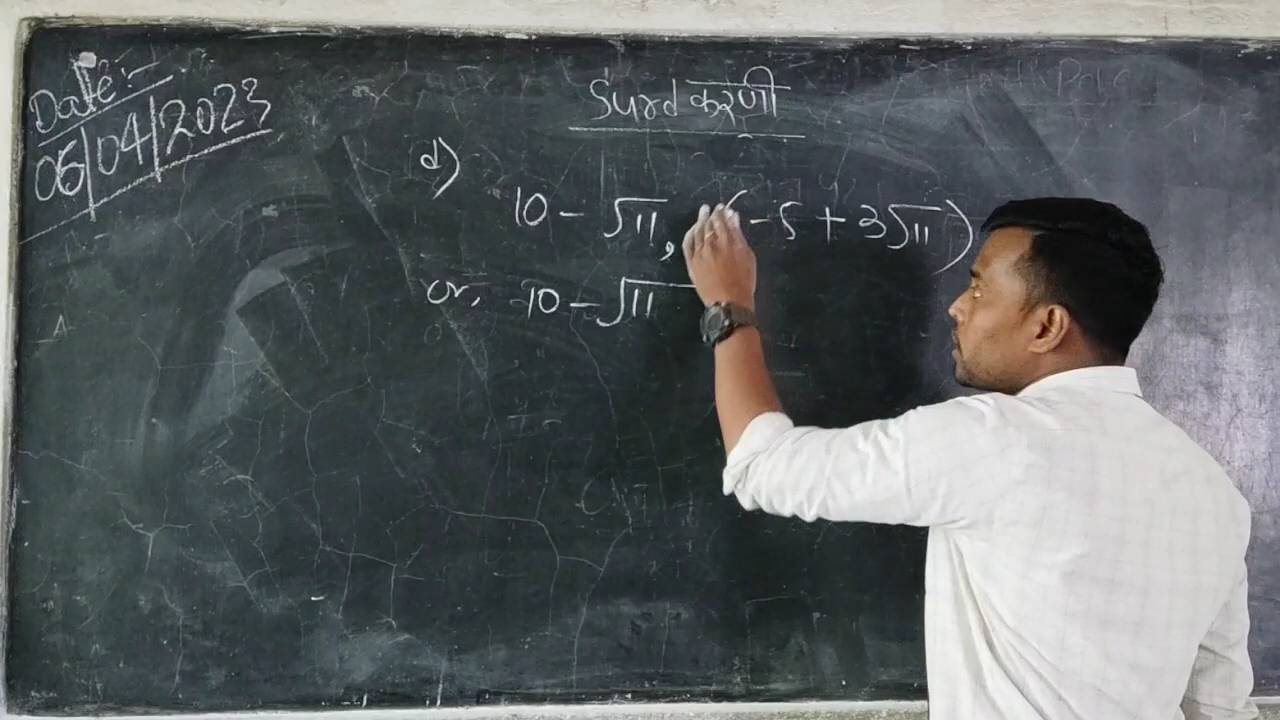 Date:-
06/04/2023
Surd करणी
d)
10 - √11, (-5 + 3√11)
or, 10 - √11 -